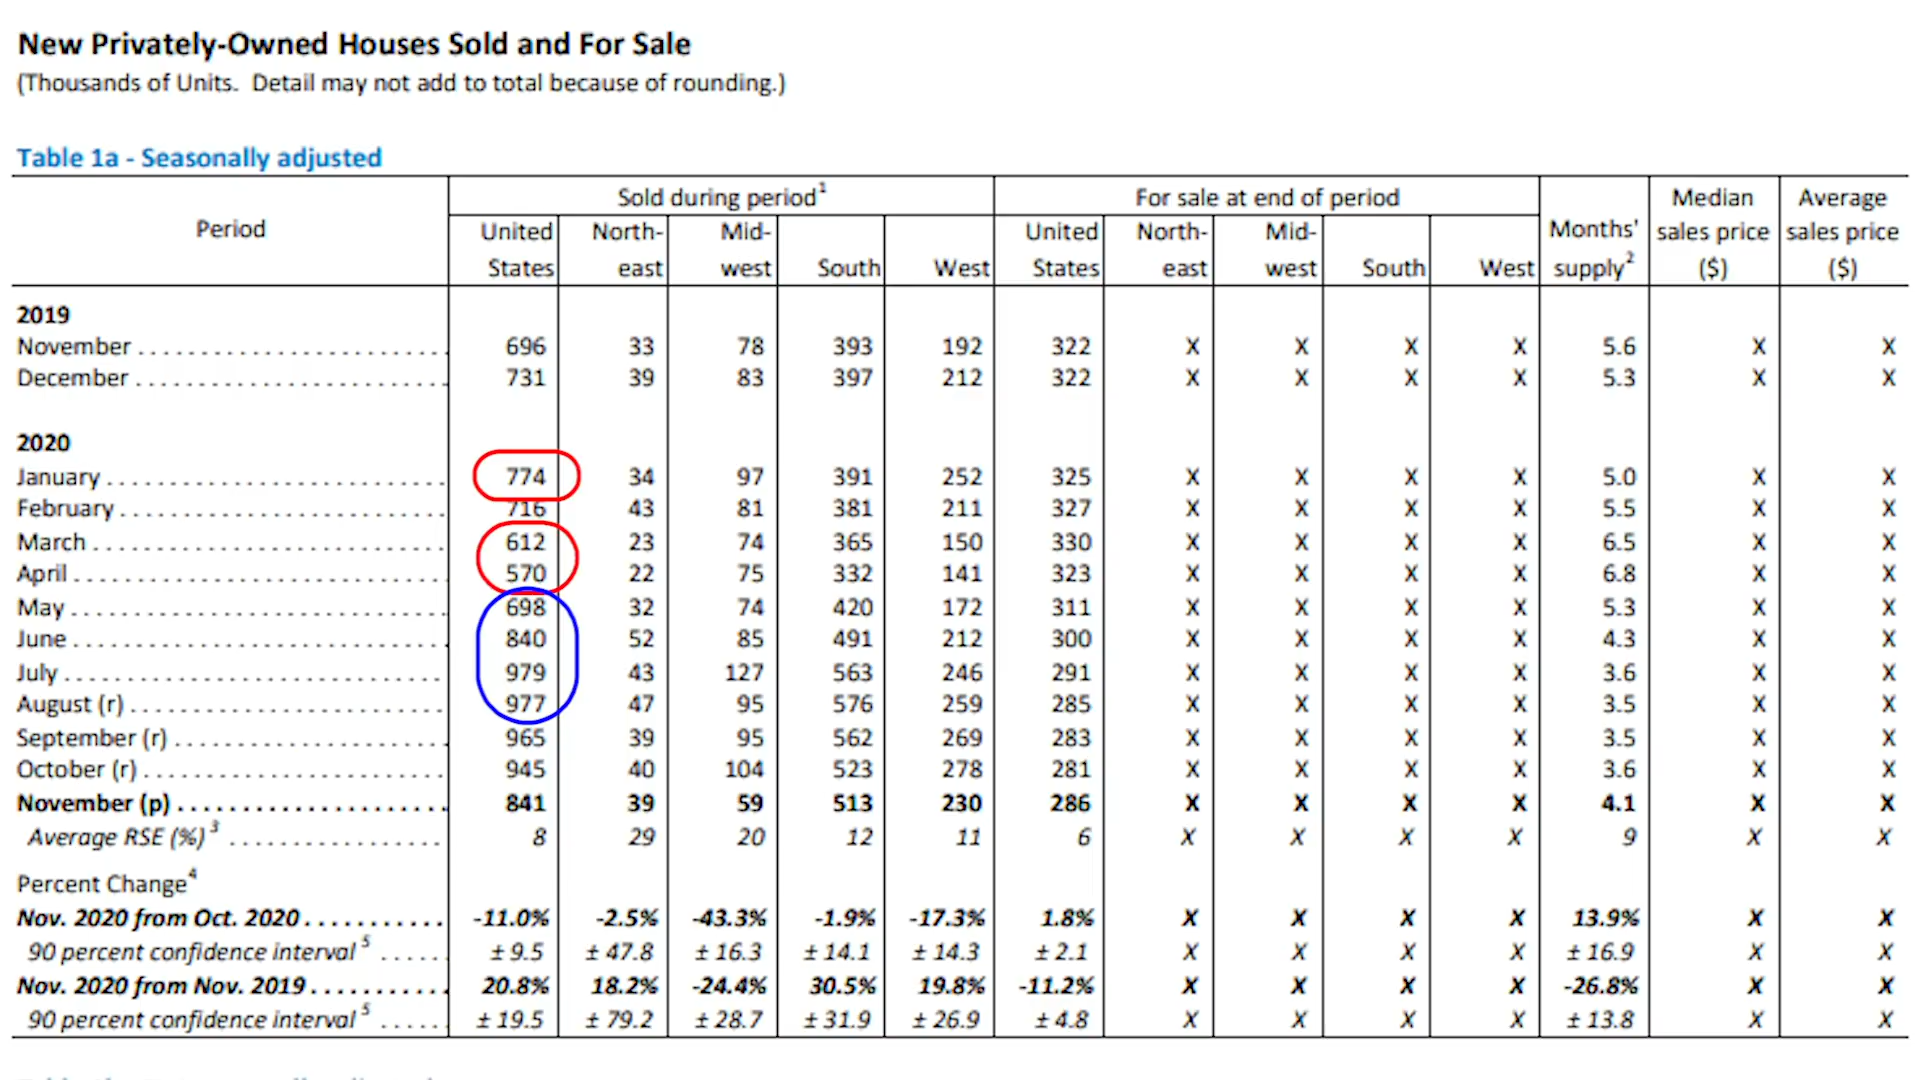 New Privately-Owned Houses Sold and For Sale
(Thousands of Units. Detail may not add to total because of rounding.)
Table 1a - Seasonally adjusted
Period Sold during period1 For sale at end of period Months' supply2 Median sales price ($) Average sales price ($)
United States North-east Mid-west South West United States North-east Mid-west South West
2019
November 696 33 78 393 192 322 X X X X 5.6 X X
December 731 39 83 397 212 322 X X X X 5.3 X X
2020
January 774 34 97 391 252 325 X X X X 5.0 X X
February 716 43 81 381 211 327 X X X X 5.5 X X
March 612 23 74 365 150 330 X X X X 6.5 X X
April 570 22 75 332 141 323 X X X X 6.8 X X
May 698 32 74 420 172 311 X X X X 5.3 X X
June 840 52 85 491 212 300 X X X X 4.3 X X
July 979 43 127 563 246 291 X X X X 3.6 X X
August (r) 977 47 95 576 259 285 X X X X 3.5 X X
September (r) 965 39 95 562 269 283 X X X X 3.5 X X
October (r) 945 40 104 523 278 281 X X X X 3.6 X X
November (p) 841 39 59 513 230 286 X X X X 4.1 X X
Average RSE (%)3 8 29 20 12 11 6 X X X X 9 X X
Percent Change4
Nov. 2020 from Oct. 2020 -11.0% -2.5% -43.3% -1.9% -17.3% 1.8% X X X X 13.9% X X
90 percent confidence interval5 ± 9.5 ± 47.8 ± 16.3 ± 14.1 ± 14.3 ± 2.1 X X X X ± 16.9 X X
Nov. 2020 from Nov. 2019 20.8% 18.2% -24.4% 30.5% 19.8% -11.2% X X X X -26.8% X X
90 percent confidence interval5 ± 19.5 ± 79.2 ± 28.7 ± 31.9 ± 26.9 ± 4.8 X X X X ± 13.8 X X